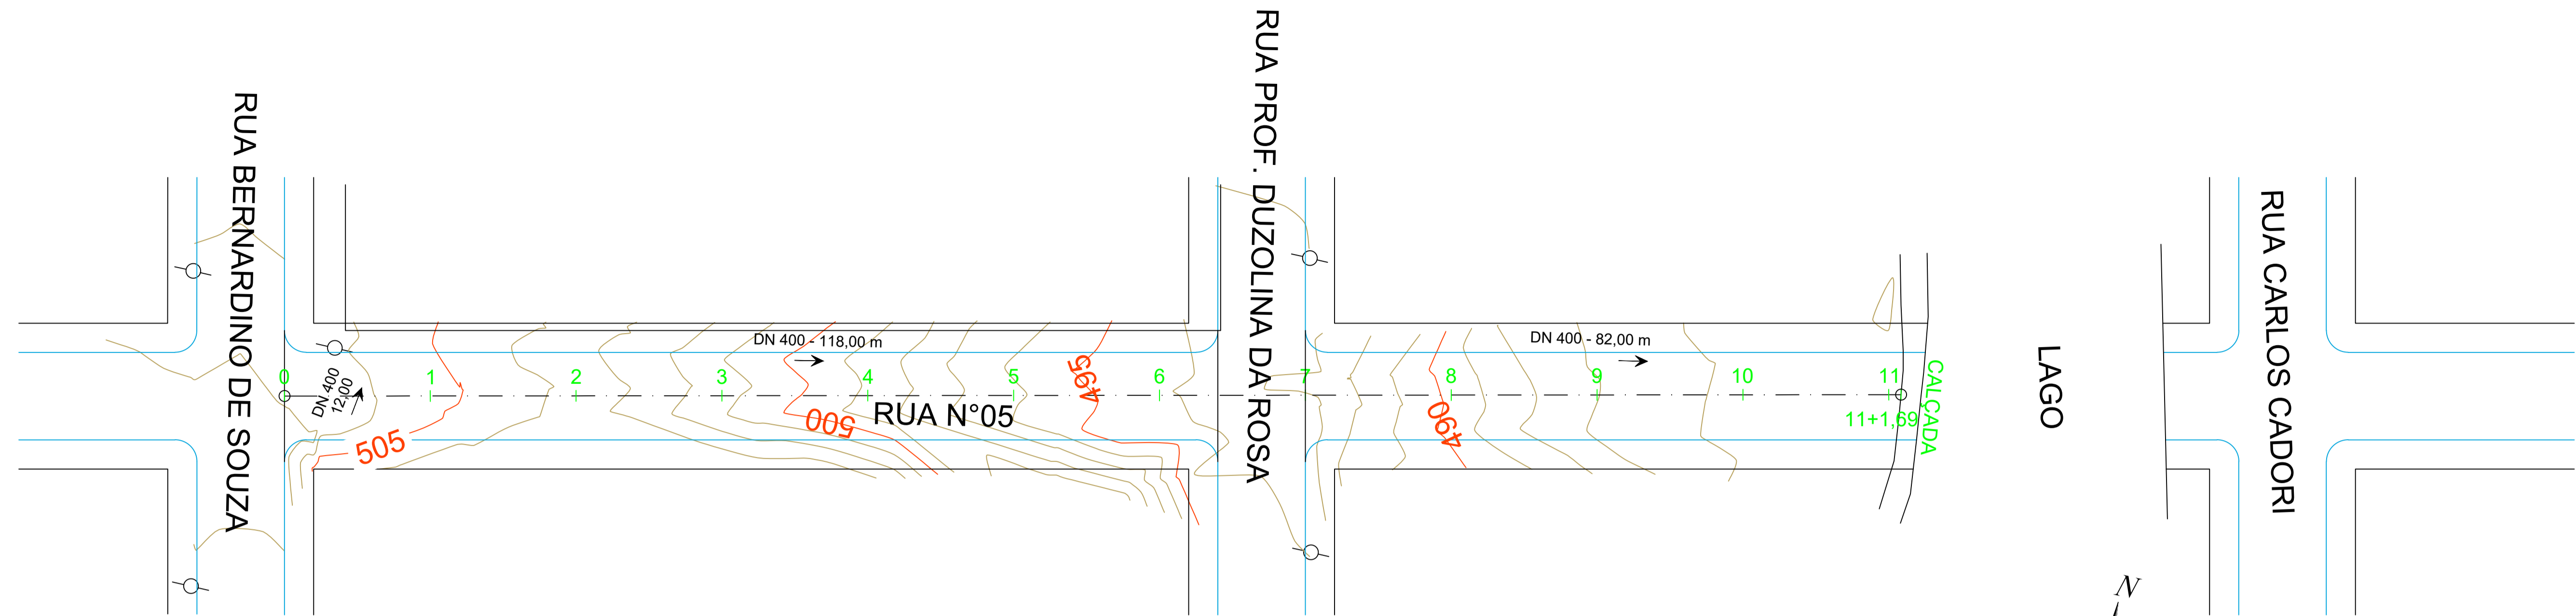 RUA BERNARDINO DE SOUZA
RUA PROF. DUZOLINA DA ROSA
RUA CARLOS CADORI
LAGO
CALÇADA
DN 400 - 118,00 m
DN 400 - 82,00 m
DN 400
12,00
0
1
2
3
4
5
6
7
8
9
10
11
11+1,69
RUA N°05
505
500
495
490
N